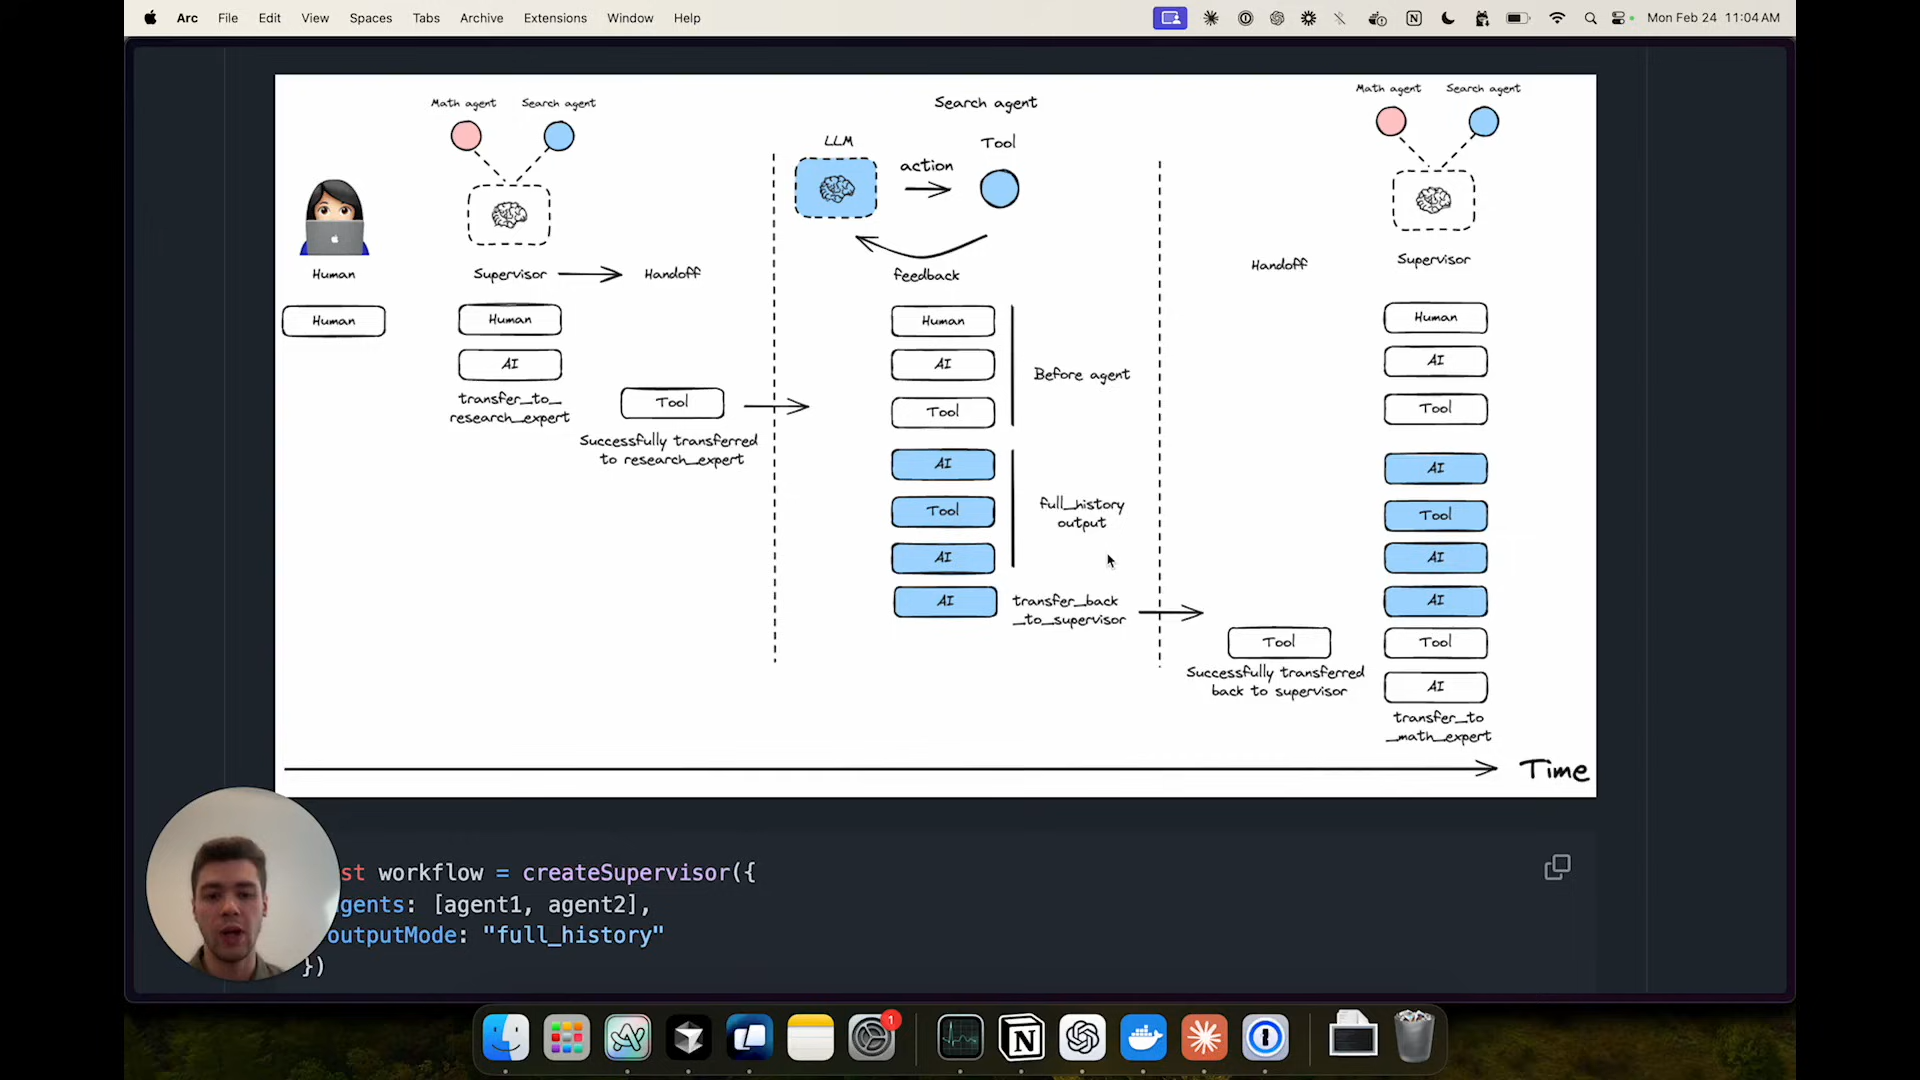 Arc File Edit View Spaces Tabs Archive Extensions Window Help
Mon Feb 24 11:04 AM
Math agent Search agent
Human
Supervisor
Handoff
Human
Human
AI
transfer_to_
research_expert
Tool
Successfully transferred
to research_expert
Search agent
LLM
action
Tool
feedback
Human
AI
Tool
Before agent
AI
Tool
AI
full_history
output
AI
transfer_back
_to_supervisor
Handoff
Tool
Successfully transferred
back to supervisor
Math agent Search agent
Supervisor
Human
AI
Tool
AI
Tool
AI
AI
Tool
AI
transfer_to
_math_expert
Time
st workflow = createSupervisor({
gents: [agent1, agent2],
outputMode: "full_history"
})
1